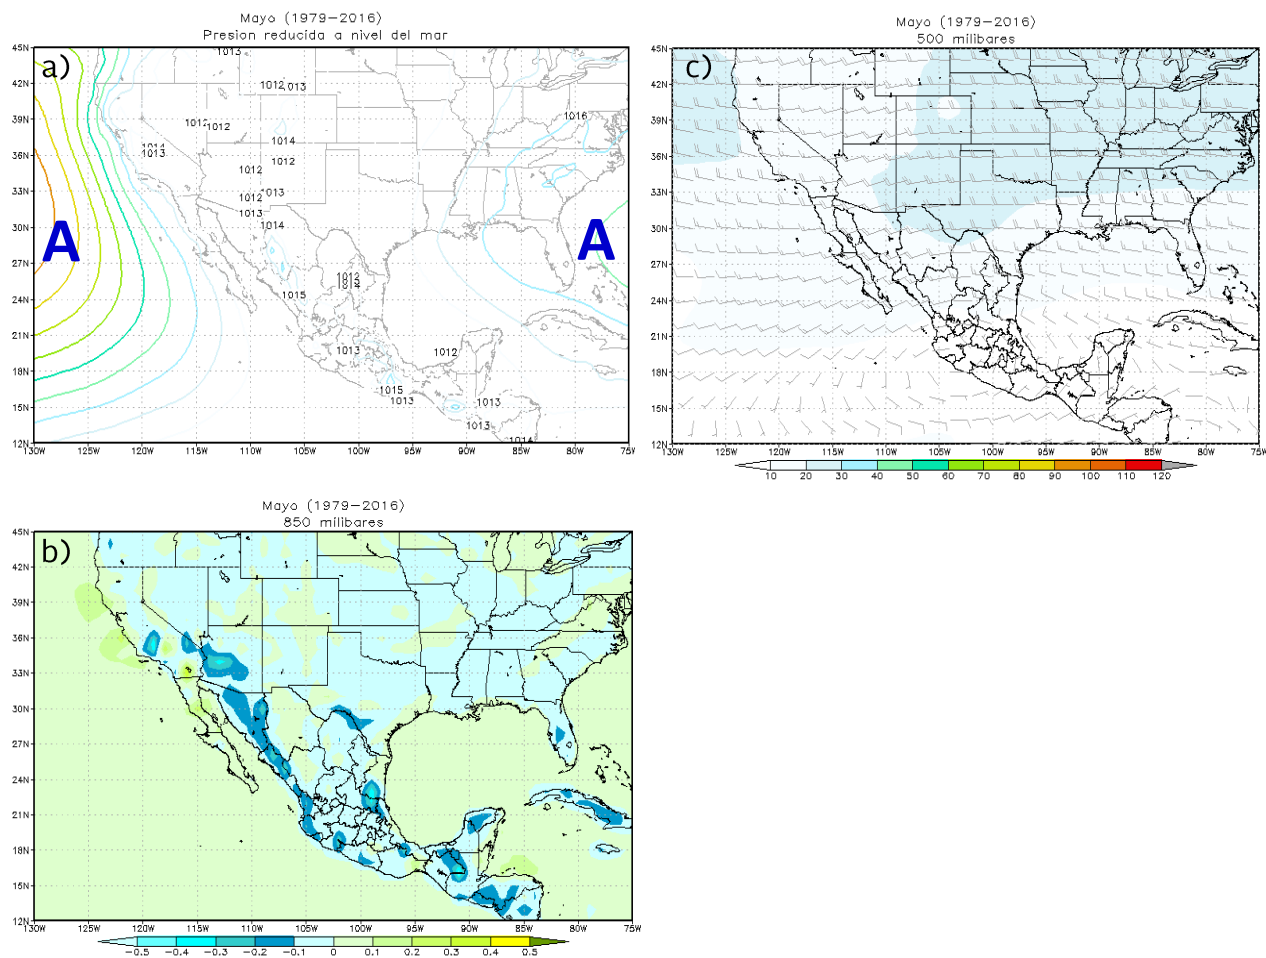 Mayo (1979–2016)
Presion reducida a nivel del mar
a)
45N
42N
39N
36N
33N
30N
27N
24N
21N
18N
15N
12N
1013
1012
013
1012
1012
1016
1014
1014
1013
1012
1012
1012
013
1013
1014
A
A
1012
1015
1013
1012
1015
1013
1013
1013
1014
130W 125W 120W 115W 110W 105W 100W 95W 90W 85W 80W 75W
Mayo (1979–2016)
500 milibares
c)
45N
42N
39N
36N
33N
30N
27N
24N
21N
18N
15N
12N
130W 125W 120W 115W 110W 105W 100W 95W 90W 85W 80W 75W
10 20 30 40 50 60 70 80 90 100 110 120
Mayo (1979–2016)
850 milibares
b)
45N
42N
39N
36N
33N
30N
27N
24N
21N
18N
15N
12N
130W 125W 120W 115W 110W 105W 100W 95W 90W 85W 80W 75W
−0.5 −0.4 −0.3 −0.2 −0.1 0 0.1 0.2 0.3 0.4 0.5